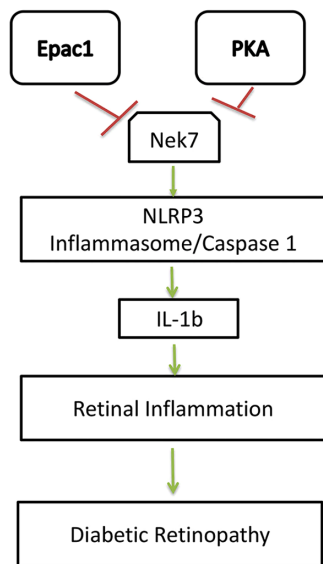 Epac1
PKA
Nek7
NLRP3
Inflammasome/Caspase 1
IL-1b
Retinal Inflammation
Diabetic Retinopathy